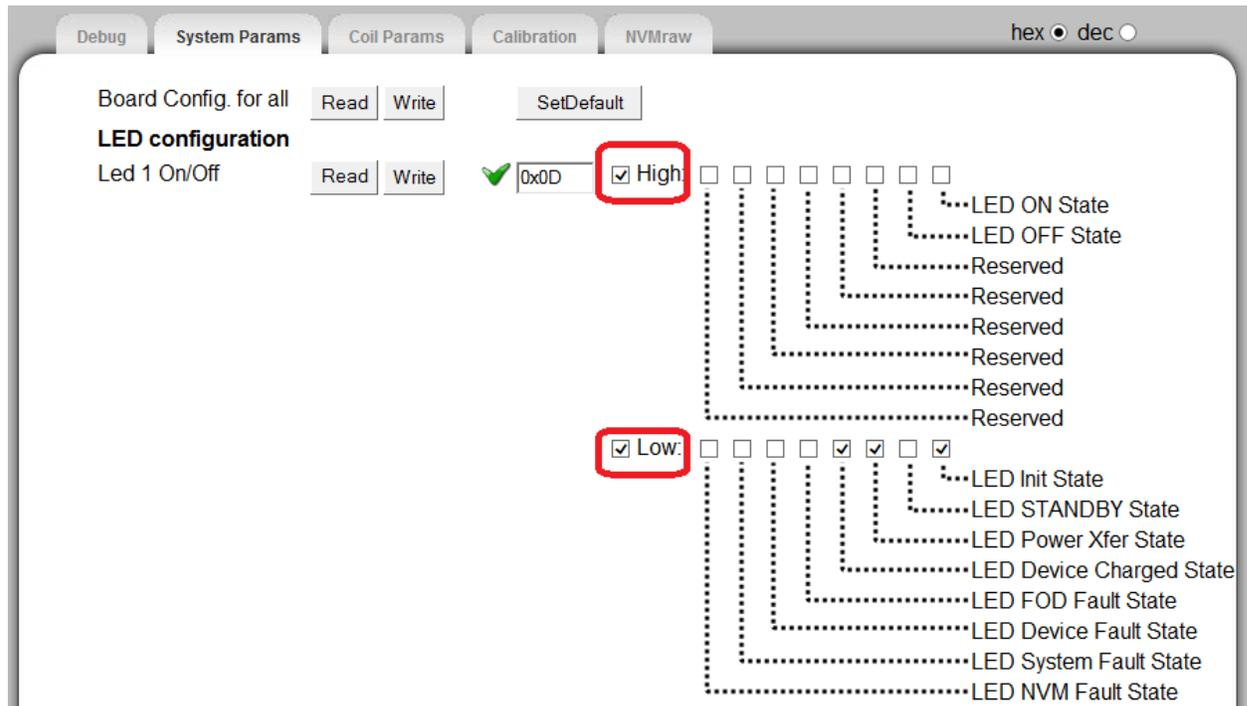 Debug System Params Coil Params Calibration NVMraw hex dec
Board Config. for all Read Write SetDefault
LED configuration
Led 1 On/Off Read Write 0x0D High:
LED ON State
LED OFF State
Reserved
Reserved
Reserved
Reserved
Reserved
Reserved
Low:
LED Init State
LED STANDBY State
LED Power Xfer State
LED Device Charged State
LED FOD Fault State
LED Device Fault State
LED System Fault State
LED NVM Fault State